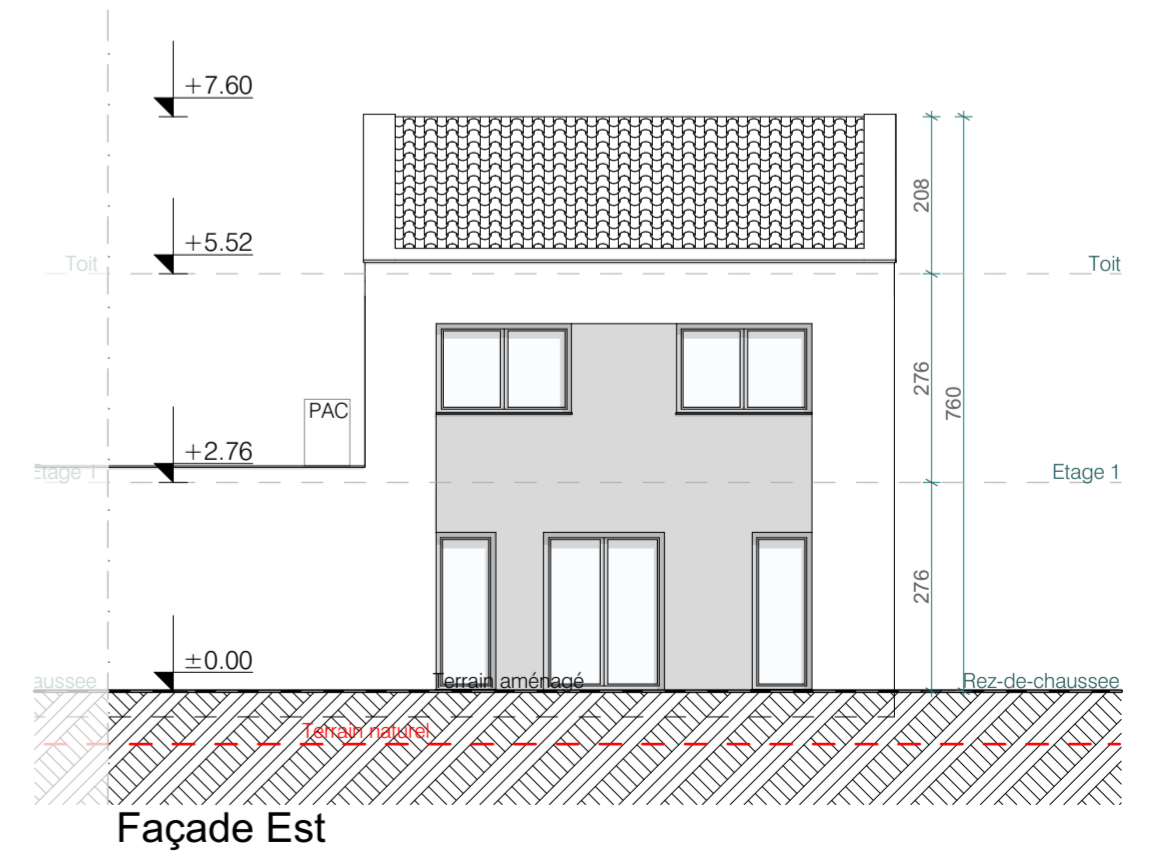 +7.60
208
+5.52
Toit
Toit
276
760
PAC
+2.76
Etage 1
Etage 1
276
±0.00
aussee
Terrain aménagé
Rez-de-chaussee
Terrain naturel
Façade Est